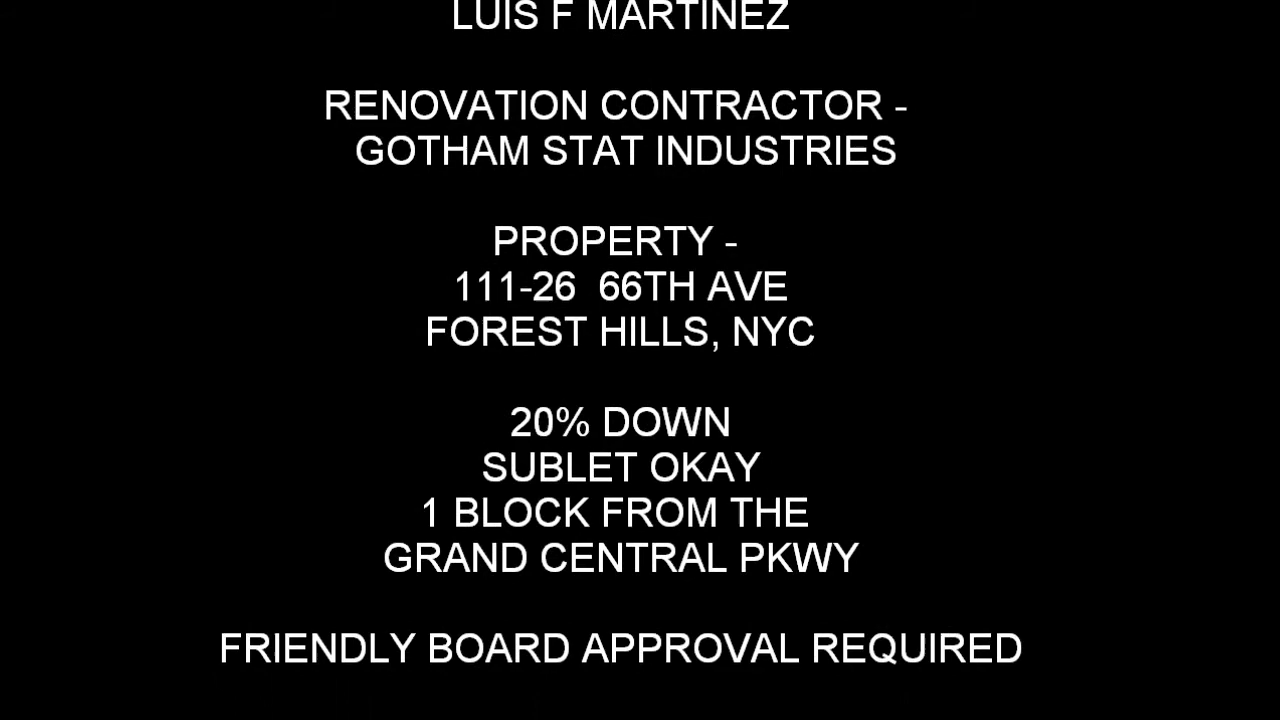 LUIS F MARTINEZ
RENOVATION CONTRACTOR -
GOTHAM STAT INDUSTRIES
PROPERTY -
111-26 66TH AVE
FOREST HILLS, NYC
20% DOWN
SUBLET OKAY
1 BLOCK FROM THE
GRAND CENTRAL PKWY
FRIENDLY BOARD APPROVAL REQUIRED